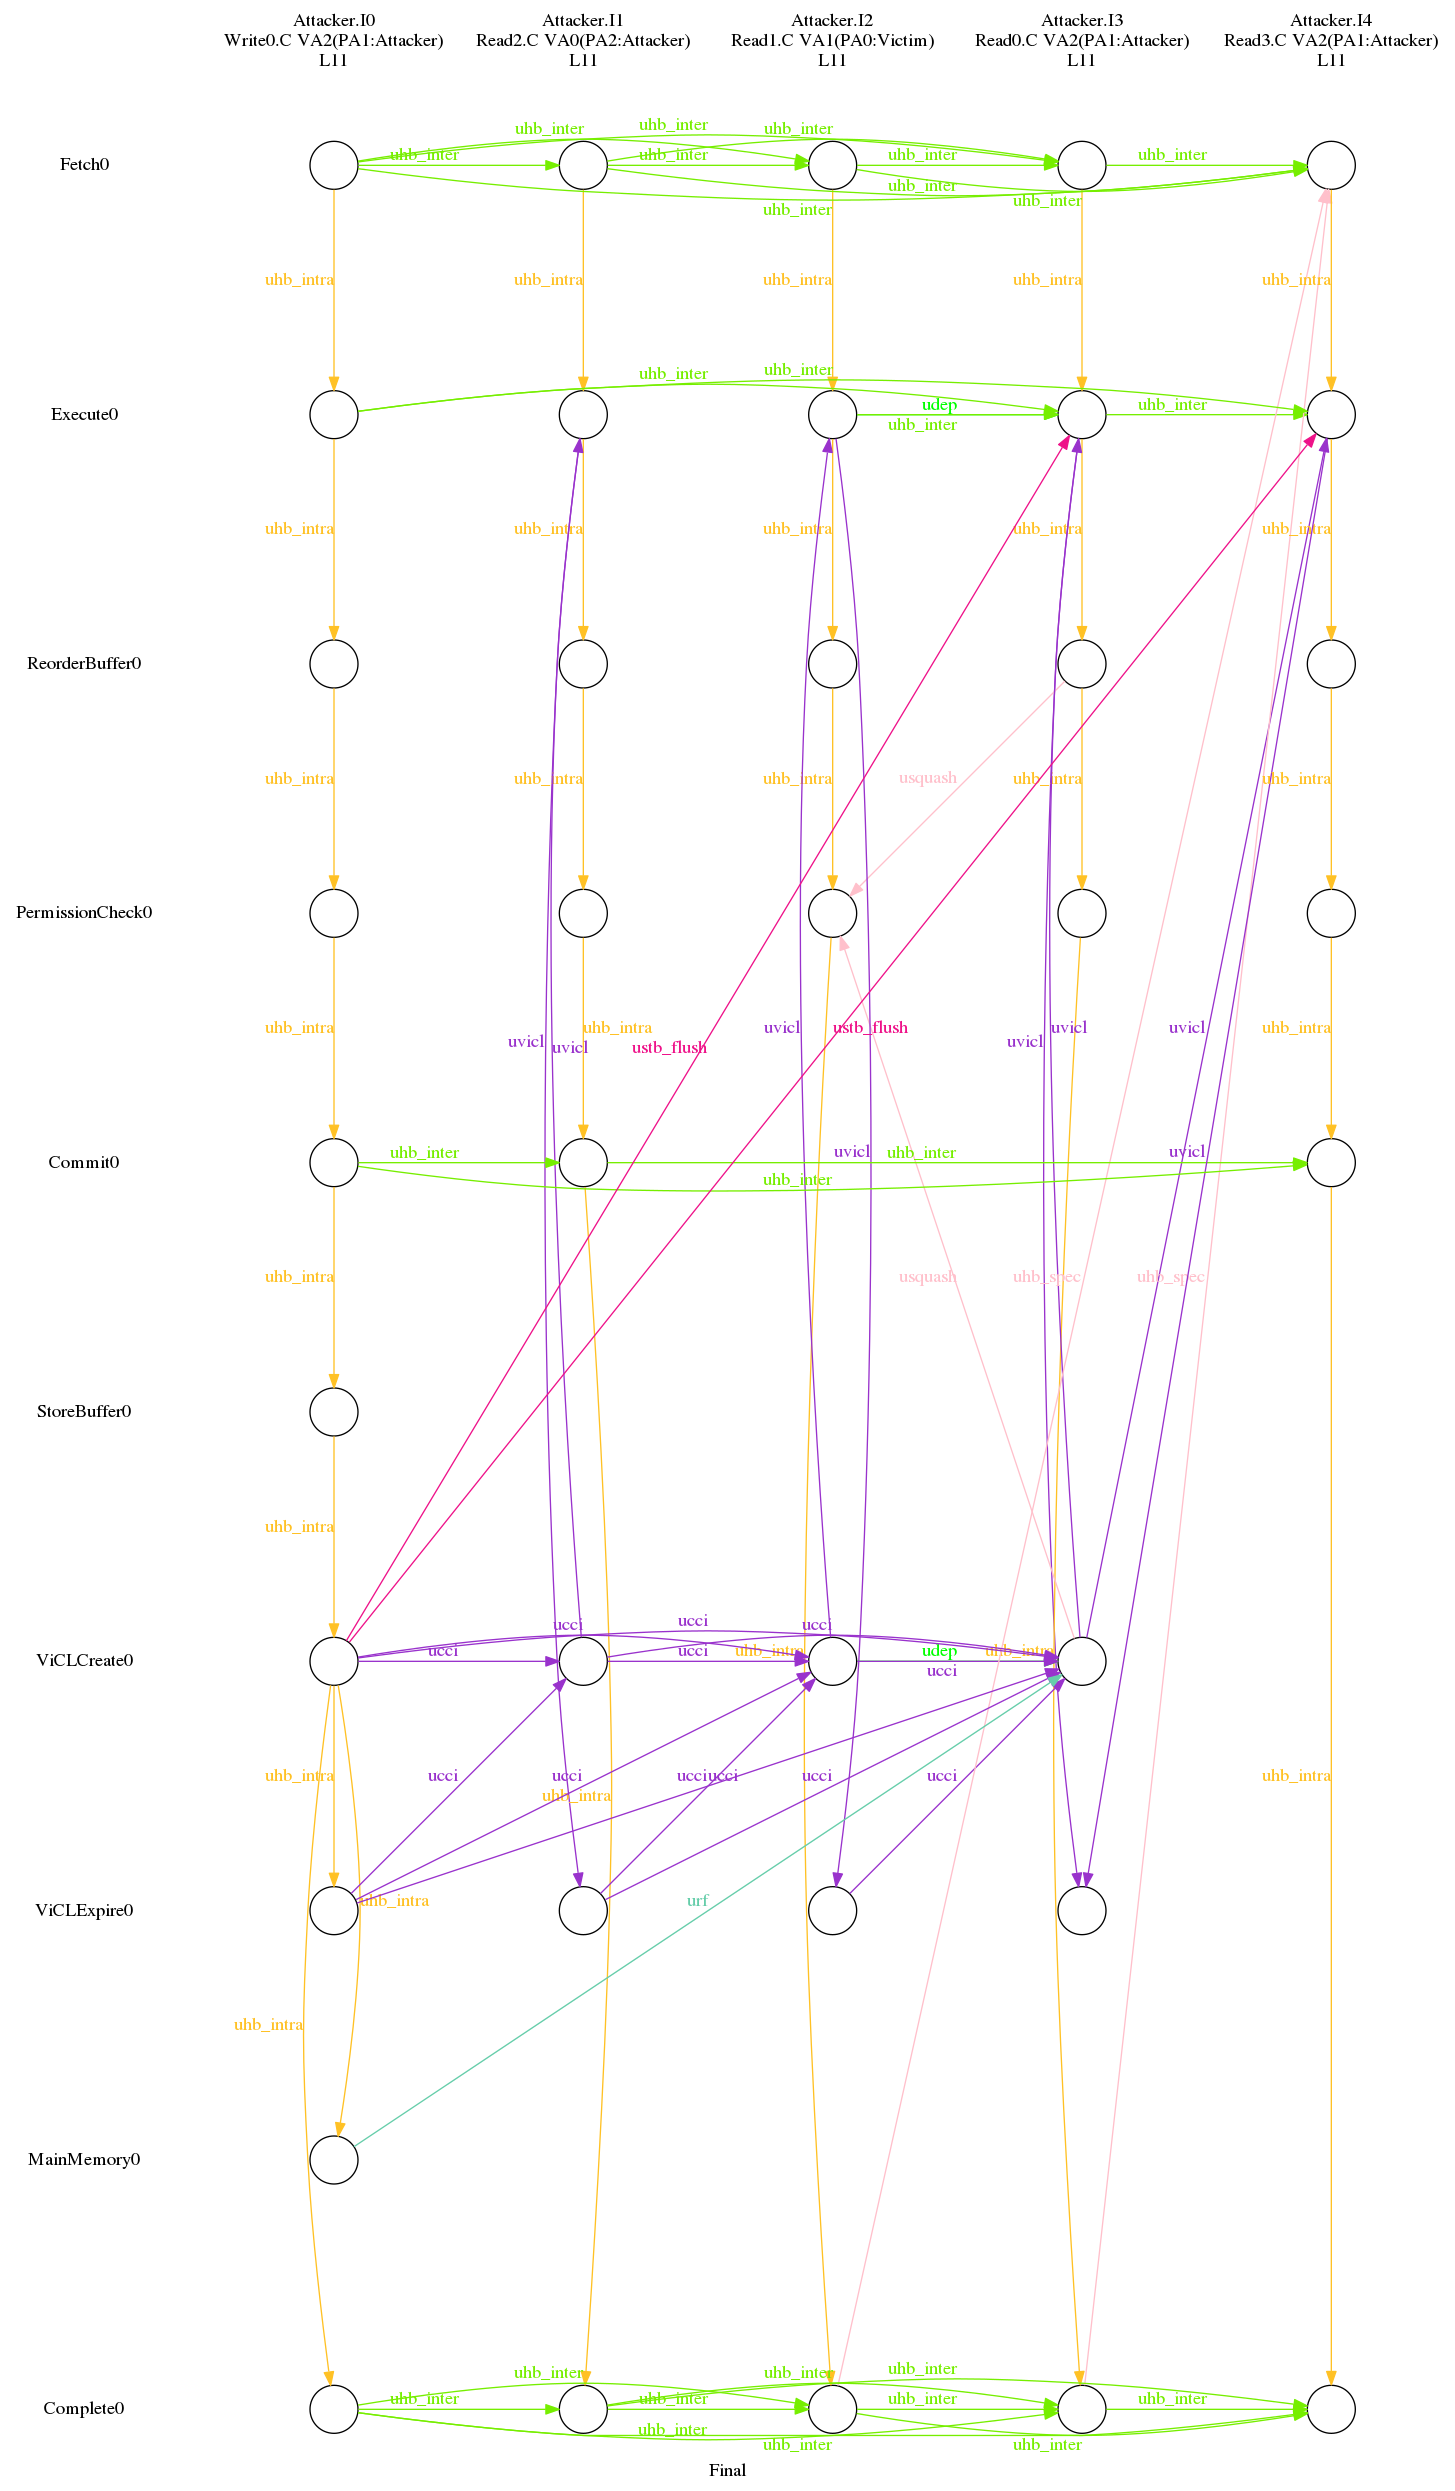 Attacker.I0 Attacker.I1 Attacker.I2 Attacker.I3 Attacker.I4
Write0.C VA2(PA1:Attacker) Read2.C VA0(PA2:Attacker) Read1.C VA1(PA0:Victim) Read0.C VA2(PA1:Attacker) Read3.C VA2(PA1:Attacker)
L11 L11 L11 L11 L11
uhb_inter uhb_inter uhb_inter
Fetch0 uhb_inter uhb_inter uhb_inter uhb_inter
uhb_inter
uhb_inter uhb_inter
uhb_intra uhb_intra uhb_intra uhb_intra uhb_intra
uhb_inter uhb_inter
Execute0 udep uhb_inter
uhb_inter
uhb_intra uhb_intra uhb_intra uhb_intra uhb_intra
ReorderBuffer0
uhb_intra uhb_intra uhb_intra usquash uhb_intra uhb_intra
PermissionCheck0
uhb_intra uhb_intra uvicl ustb_flush uvicl uvicl uhb_intra
uvicl uvicl ustb_flush uvicl
Commit0 uhb_inter uvicl uhb_inter uvicl
uhb_inter
uhb_intra usquash uhb_spec uhb_spec
StoreBuffer0
uhb_intra
ucci ucci ucci
ViCLCreate0 ucci ucci uhb_intra udep uhb_intra
ucci
uhb_intra ucci ucci ucci ucci ucci ucci uhb_intra
uhb_intra
ViCLExpire0 uhb_intra urf
uhb_intra
MainMemory0
uhb_inter uhb_inter uhb_inter
Complete0 uhb_inter uhb_inter uhb_inter uhb_inter
uhb_inter
uhb_inter uhb_inter
Final